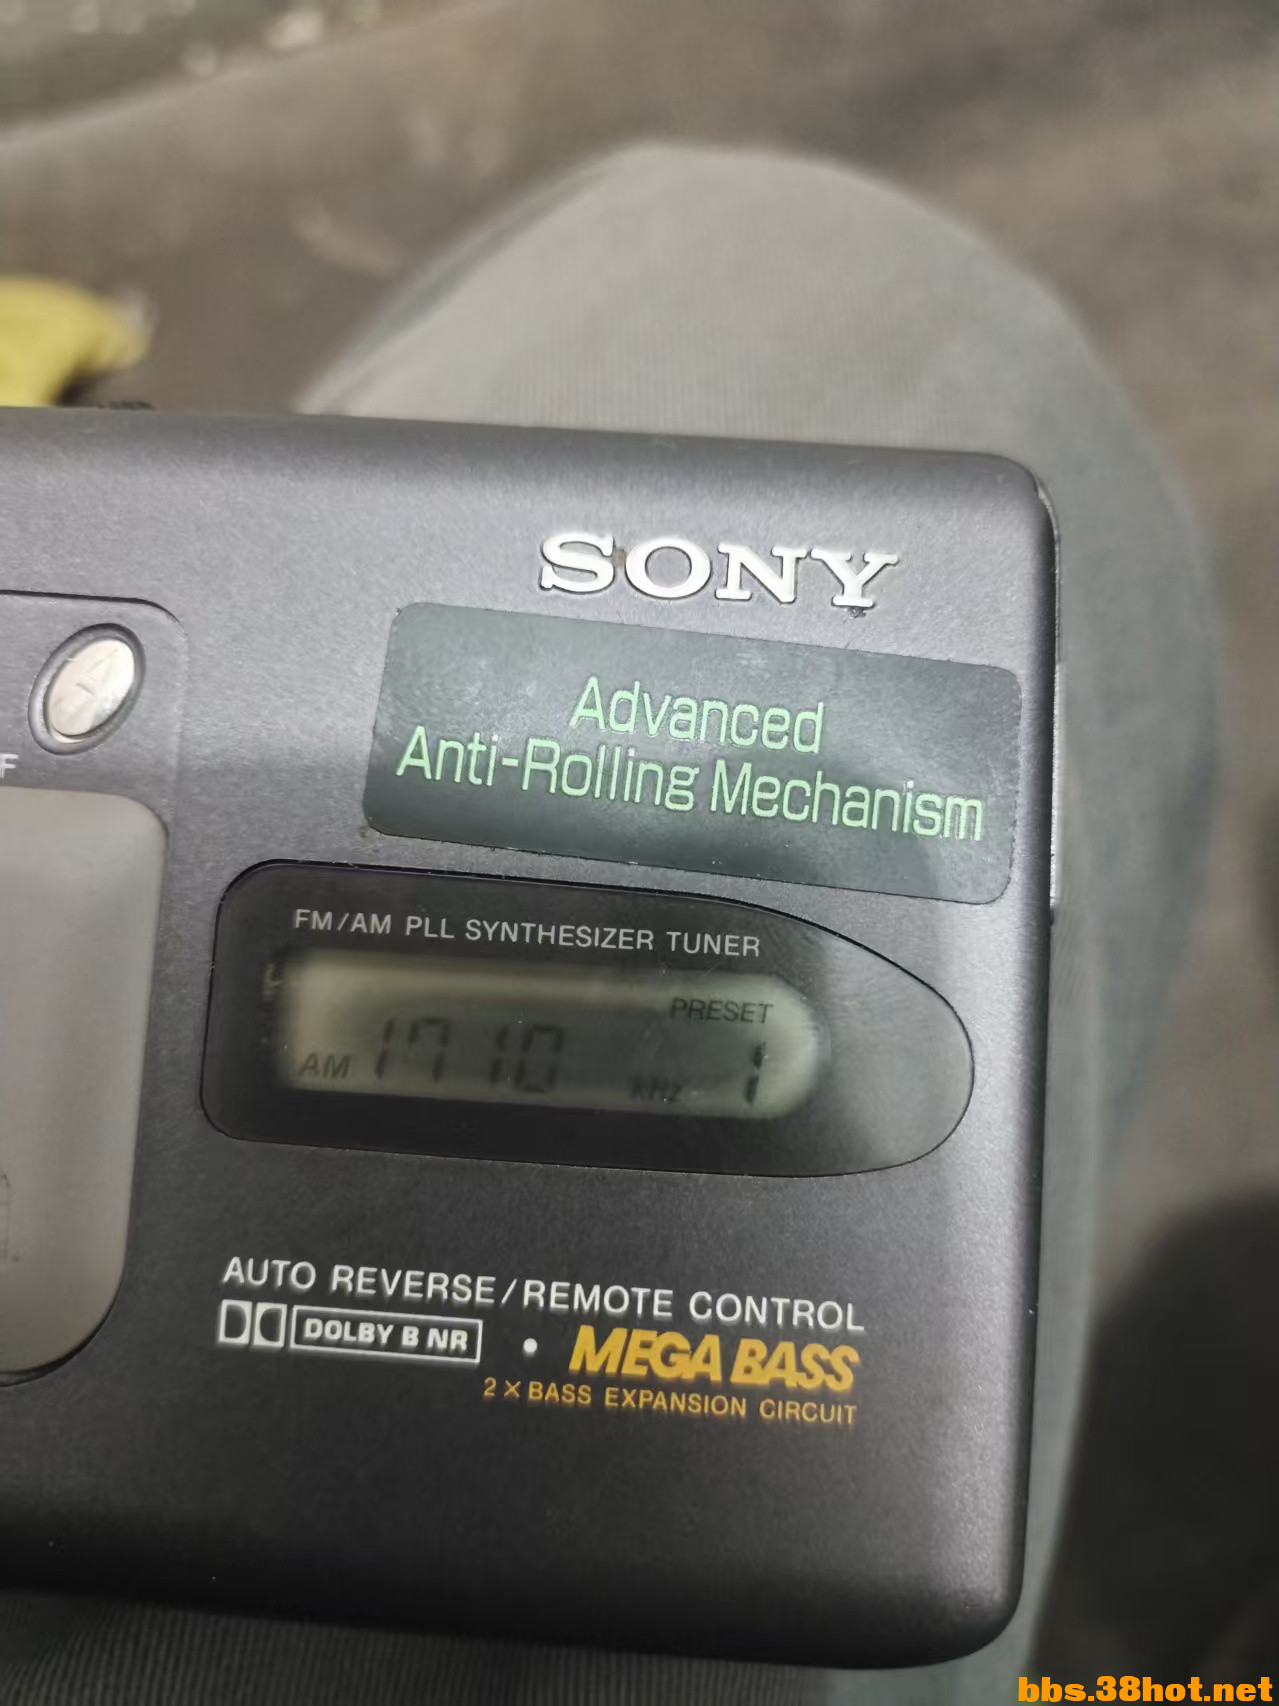 SONY
Advanced
Anti-Rolling Mechanism
F
FM/AM PLL SYNTHESIZER TUNER
PRESET
AM 1710 kHz 1
AUTO REVERSE/REMOTE CONTROL
DOLBY B NR • MEGA BASS
2×BASS EXPANSION CIRCUIT
bbs.38hot.net